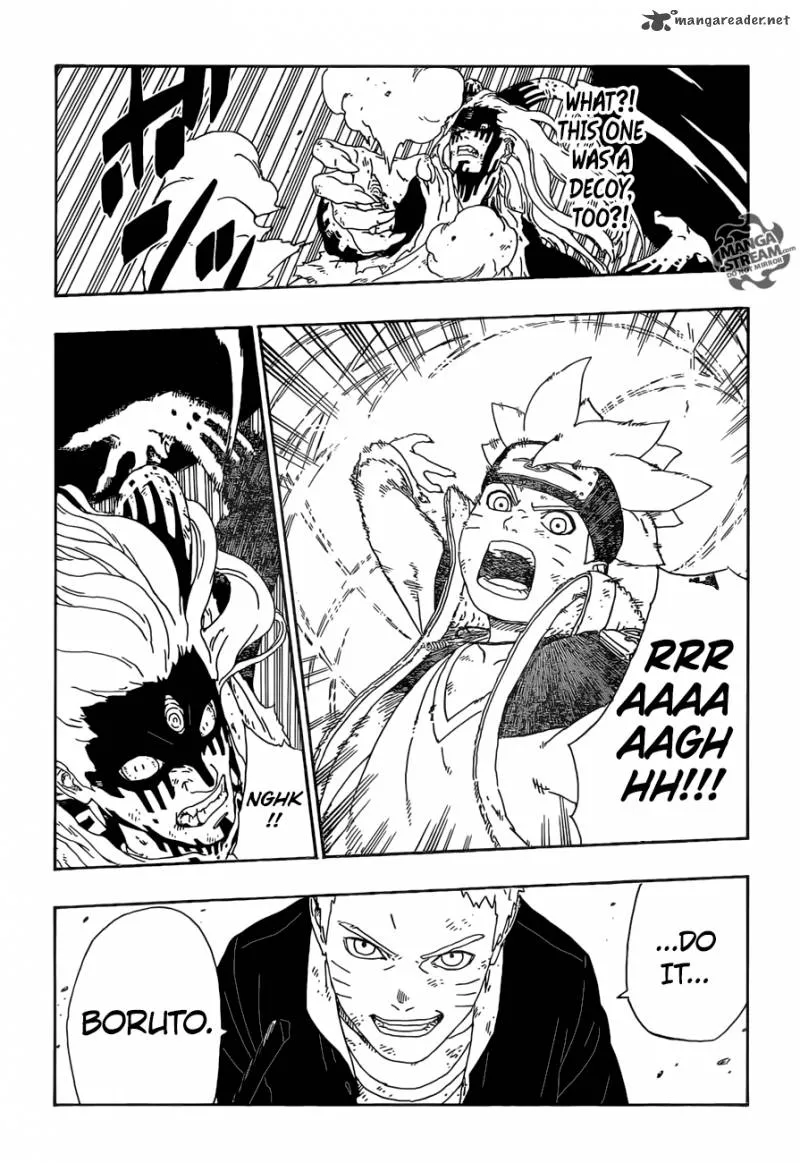 mangareader.net
WHAT?!
THIS ONE
WAS A
DECOY,
TOO?!
MANGA
STREAM.com
DO NOT MIRROR
RRR
AAAA
AAGH
HH!!!
NGHK
!!
...DO
IT...
BORUTO.